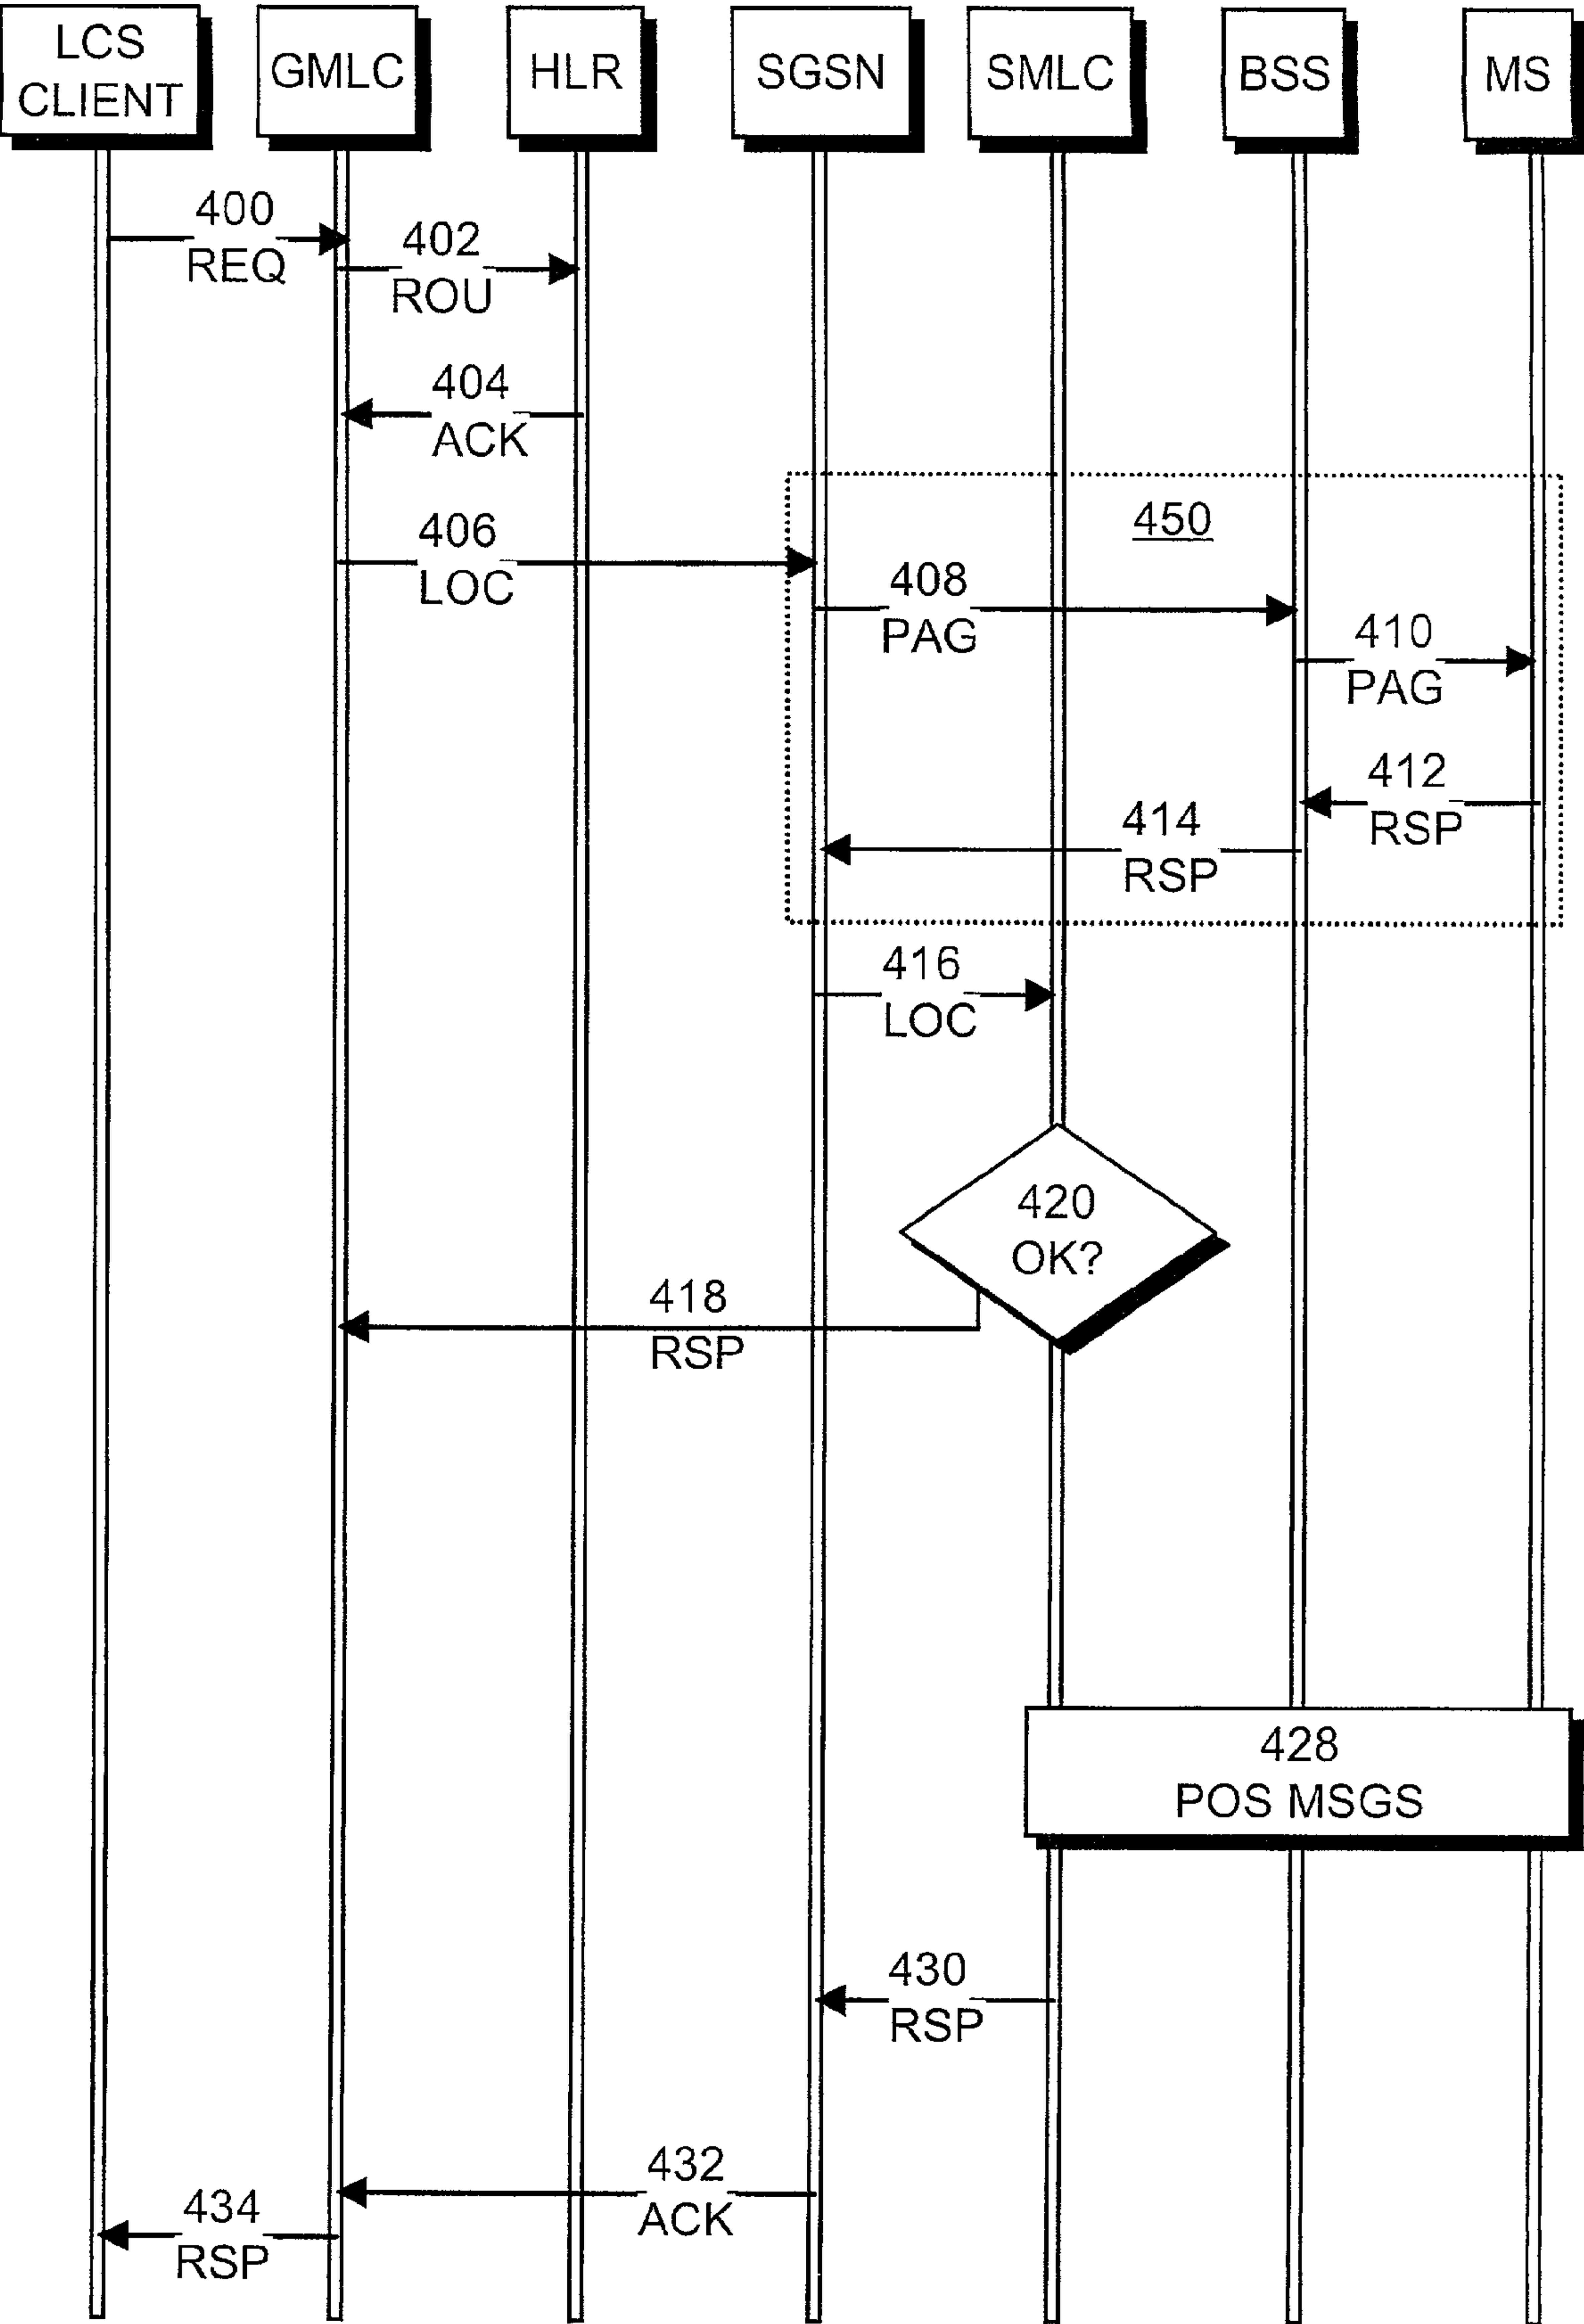 LCS
CLIENT
GMLC
HLR
SGSN
SMLC
BSS
MS
400
REQ
402
ROU
404
ACK
406
LOC
450
408
PAG
410
PAG
412
RSP
414
RSP
416
LOC
420
OK?
418
RSP
428
POS MSGS
430
RSP
432
ACK
434
RSP